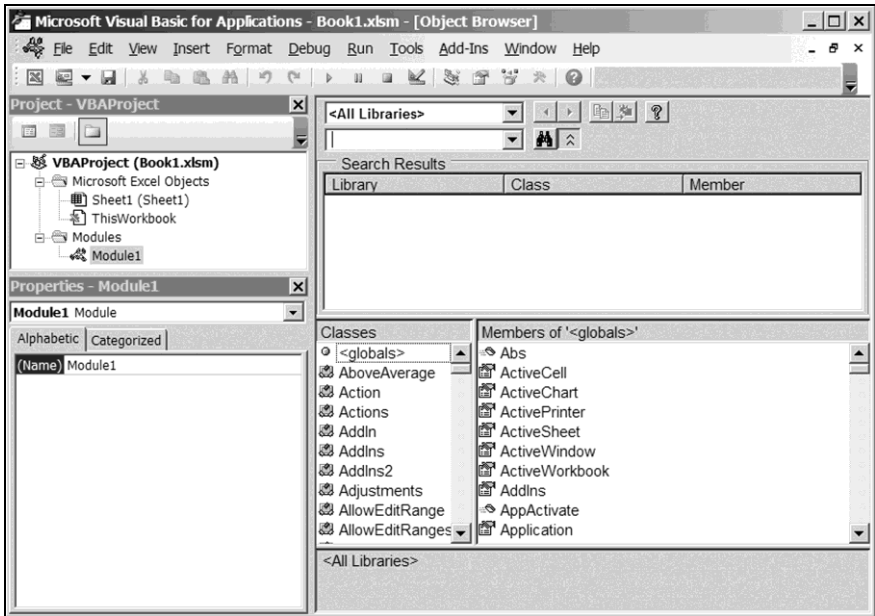 Microsoft Visual Basic for Applications - Book1.xlsm - [Object Browser]
File Edit View Insert Format Debug Run Tools Add-Ins Window Help
Project - VBAProject
VBAProject (Book1.xlsm)
Microsoft Excel Objects
Sheet1 (Sheet1)
ThisWorkbook
Modules
Module1
Properties - Module1
Module1 Module
Alphabetic Categorized
(Name) Module1
<All Libraries>
Search Results
Library Class Member
Classes
<globals>
AboveAverage
Action
Actions
AddIn
AddIns
AddIns2
Adjustments
AllowEditRange
AllowEditRanges
Members of '<globals>'
Abs
ActiveCell
ActiveChart
ActivePrinter
ActiveSheet
ActiveWindow
ActiveWorkbook
AddIns
AppActivate
Application
<All Libraries>